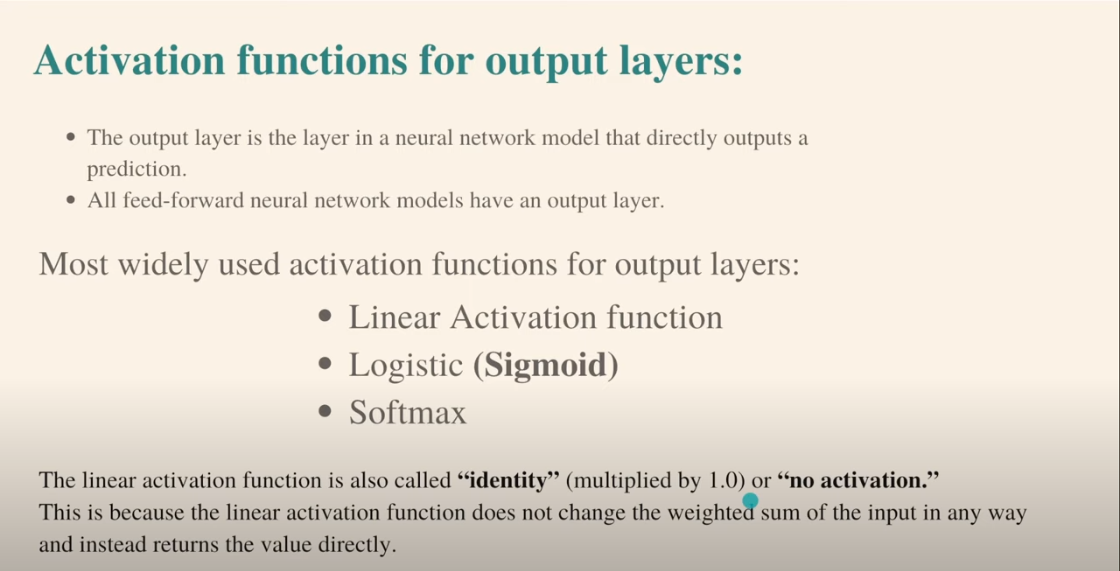 Activation functions for output layers:
• The output layer is the layer in a neural network model that directly outputs a
prediction.
• All feed-forward neural network models have an output layer.
Most widely used activation functions for output layers:
• Linear Activation function
• Logistic (Sigmoid)
• Softmax
The linear activation function is also called “identity” (multiplied by 1.0) or “no activation.”
This is because the linear activation function does not change the weighted sum of the input in any way
and instead returns the value directly.